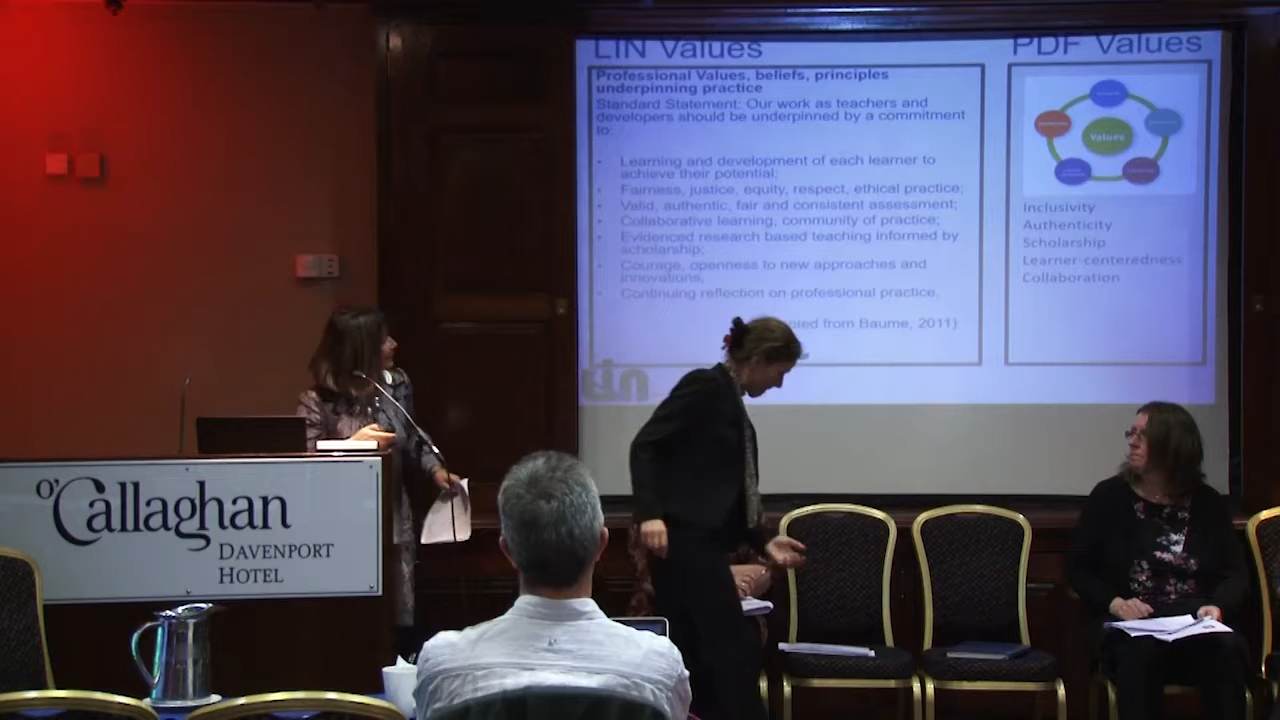 LIN Values
Professional Values, beliefs, principles
underpinning practice
Standard Statement: Our work as teachers and
developers should be underpinned by a commitment
to:
Learning and development of each learner to
achieve their potential;
Fairness, justice, equity, respect, ethical practice;
Valid, authentic, fair and consistent assessment;
Collaborative learning, community of practice;
Evidenced research based teaching informed by
scholarship;
Courage, openness to new approaches and
innovations;
Continuing reflection on professional practice.
from Baume, 2011)
Lin
PDF Values
Values
Inclusivity
Authenticity
Scholarship
Learner-centeredness
Collaboration
O'Callaghan
DAVENPORT
HOTEL